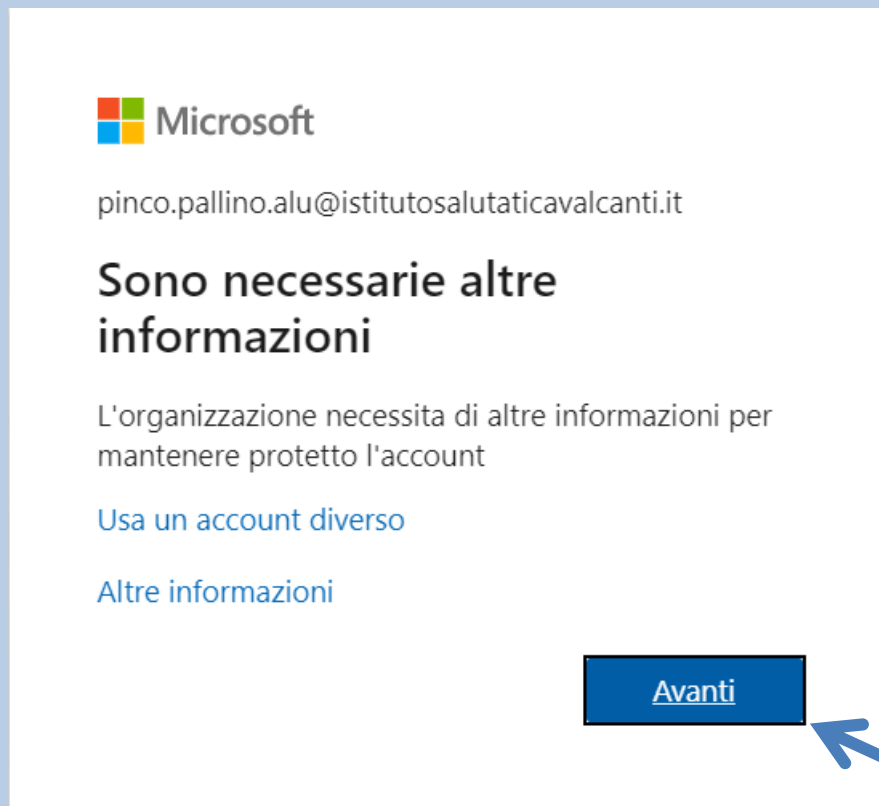 Microsoft
pinco.pallino.alu@istitutosalutaticavalcanti.it
Sono necessarie altre
informazioni
L'organizzazione necessita di altre informazioni per
mantenere protetto l'account
Usa un account diverso
Altre informazioni
Avanti